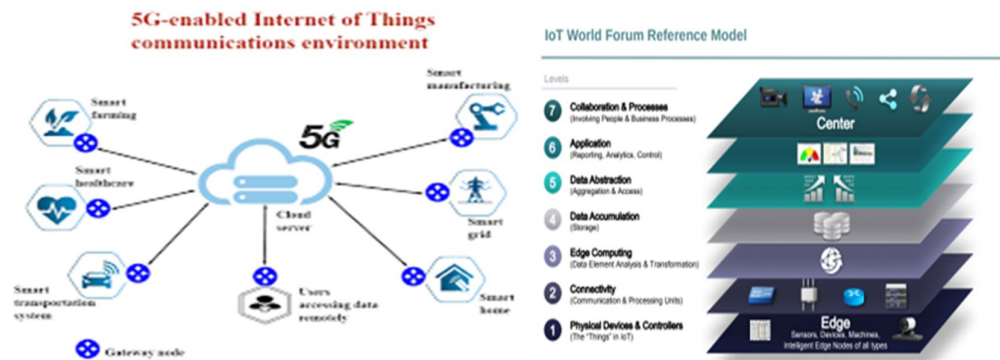 5G-enabled Internet of Things
communications environment
Smart
manufacturing
Smart
farming
5G
Smart
healthcare
Cloud
server
Smart
grid
Smart
transportation
system
Users
accessing data
remotely
Smart
home
Gateway node
IoT World Forum Reference Model
Levels
7 Collaboration & Processes
(Involving People & Business Processes)
6 Application
(Reporting, Analytics, Control)
5 Data Abstraction
(Aggregation & Access)
4 Data Accumulation
(Storage)
3 Edge Computing
(Data Element Analysis & Transformation)
2 Connectivity
(Communication & Processing Units)
1 Physical Devices & Controllers
(The "Things" in IoT)
Center
Edge
Sensors, Devices, Machines,
Intelligent Edge Nodes of all types